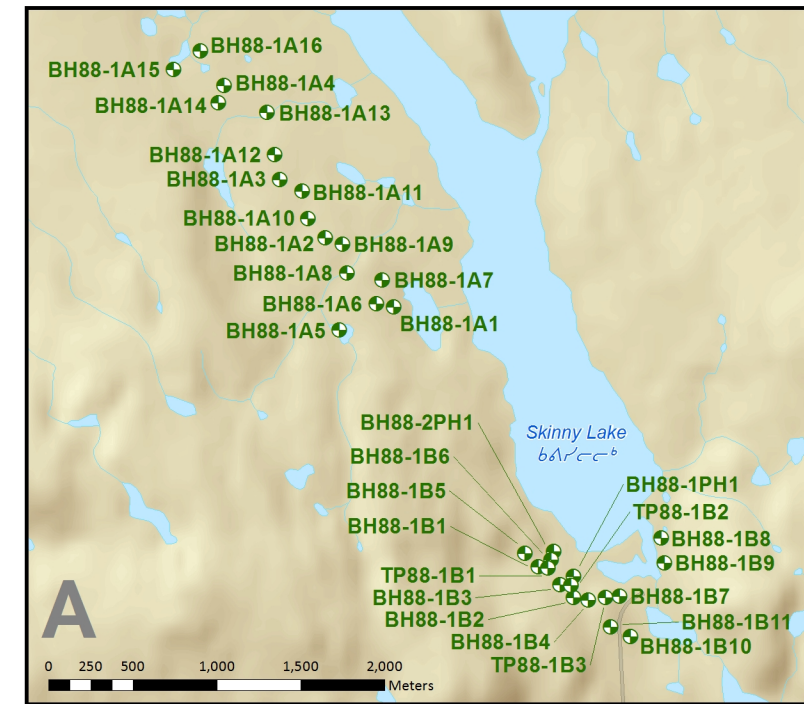 BH88-1A16
BH88-1A15
BH88-1A4
BH88-1A14
BH88-1A13
BH88-1A12
BH88-1A3
BH88-1A11
BH88-1A10
BH88-1A2
BH88-1A9
BH88-1A8
BH88-1A7
BH88-1A6
BH88-1A1
BH88-1A5
BH88-2PH1
Skinny Lake
ᑲᐱᓯᓕᓕᒃ
BH88-1B6
BH88-1PH1
BH88-1B5
TP88-1B2
BH88-1B1
BH88-1B8
BH88-1B9
TP88-1B1
BH88-1B3
BH88-1B7
BH88-1B2
BH88-1B11
BH88-1B4
BH88-1B10
TP88-1B3
A
0 250 500 1,000 1,500 2,000
Meters